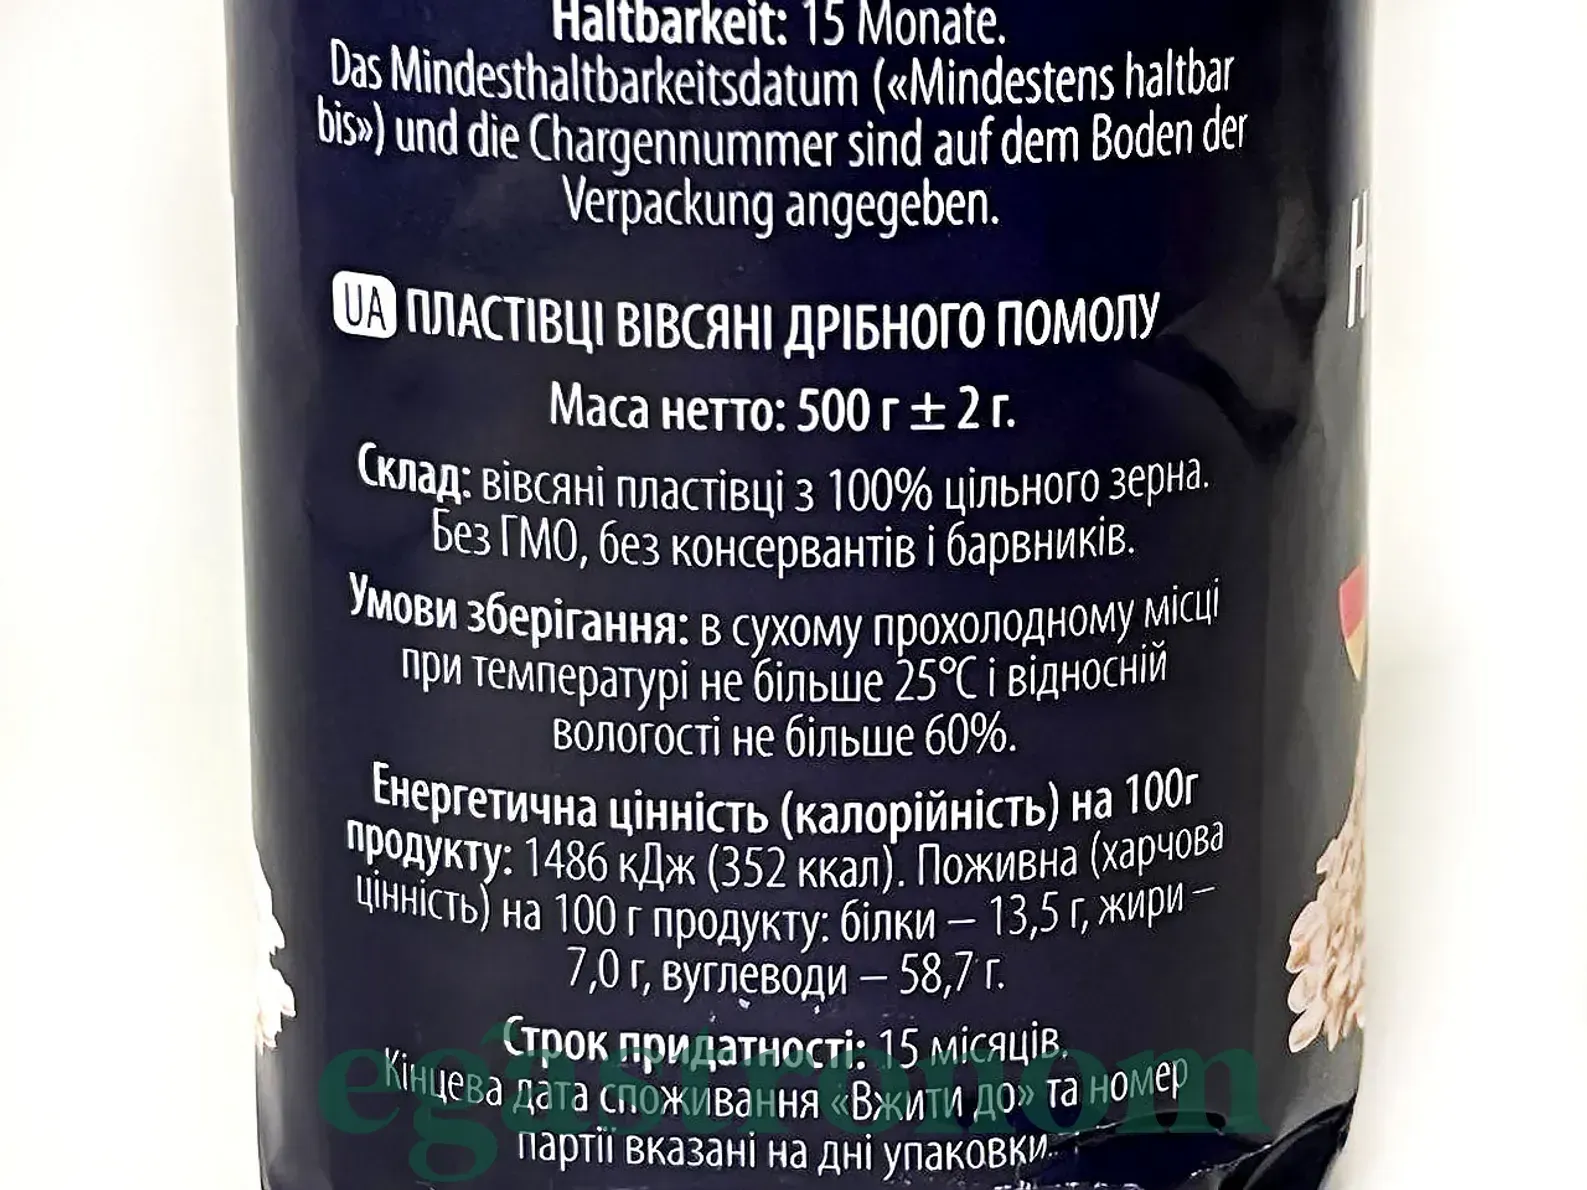 Haltbarkeit: 15 Monate.
Das Mindesthaltbarkeitsdatum («Mindestens haltbar
bis») und die Chargennummer sind auf dem Boden der
Verpackung angegeben.
UA ПЛАСТІВЦІ ВІВСЯНІ ДРІБНОГО ПОМОЛУ
Маса нетто: 500 г ± 2 г.
Склад: вівсяні пластівці з 100% цільного зерна.
Без ГМО, без консервантів і барвників.
Умови зберігання: в сухому прохолодному місці
при температурі не більше 25°С і відносній
вологості не більше 60%.
Енергетична цінність (калорійність) на 100г
продукту: 1486 кДж (352 ккал). Поживна (харчова
цінність) на 100 г продукту: білки – 13,5 г, жири –
7,0 г, вуглеводи – 58,7 г.
Строк придатності: 15 місяців.
Кінцева дата споживання «Вжити до» та номер
партії вказані на дні упаковки.
egastronom